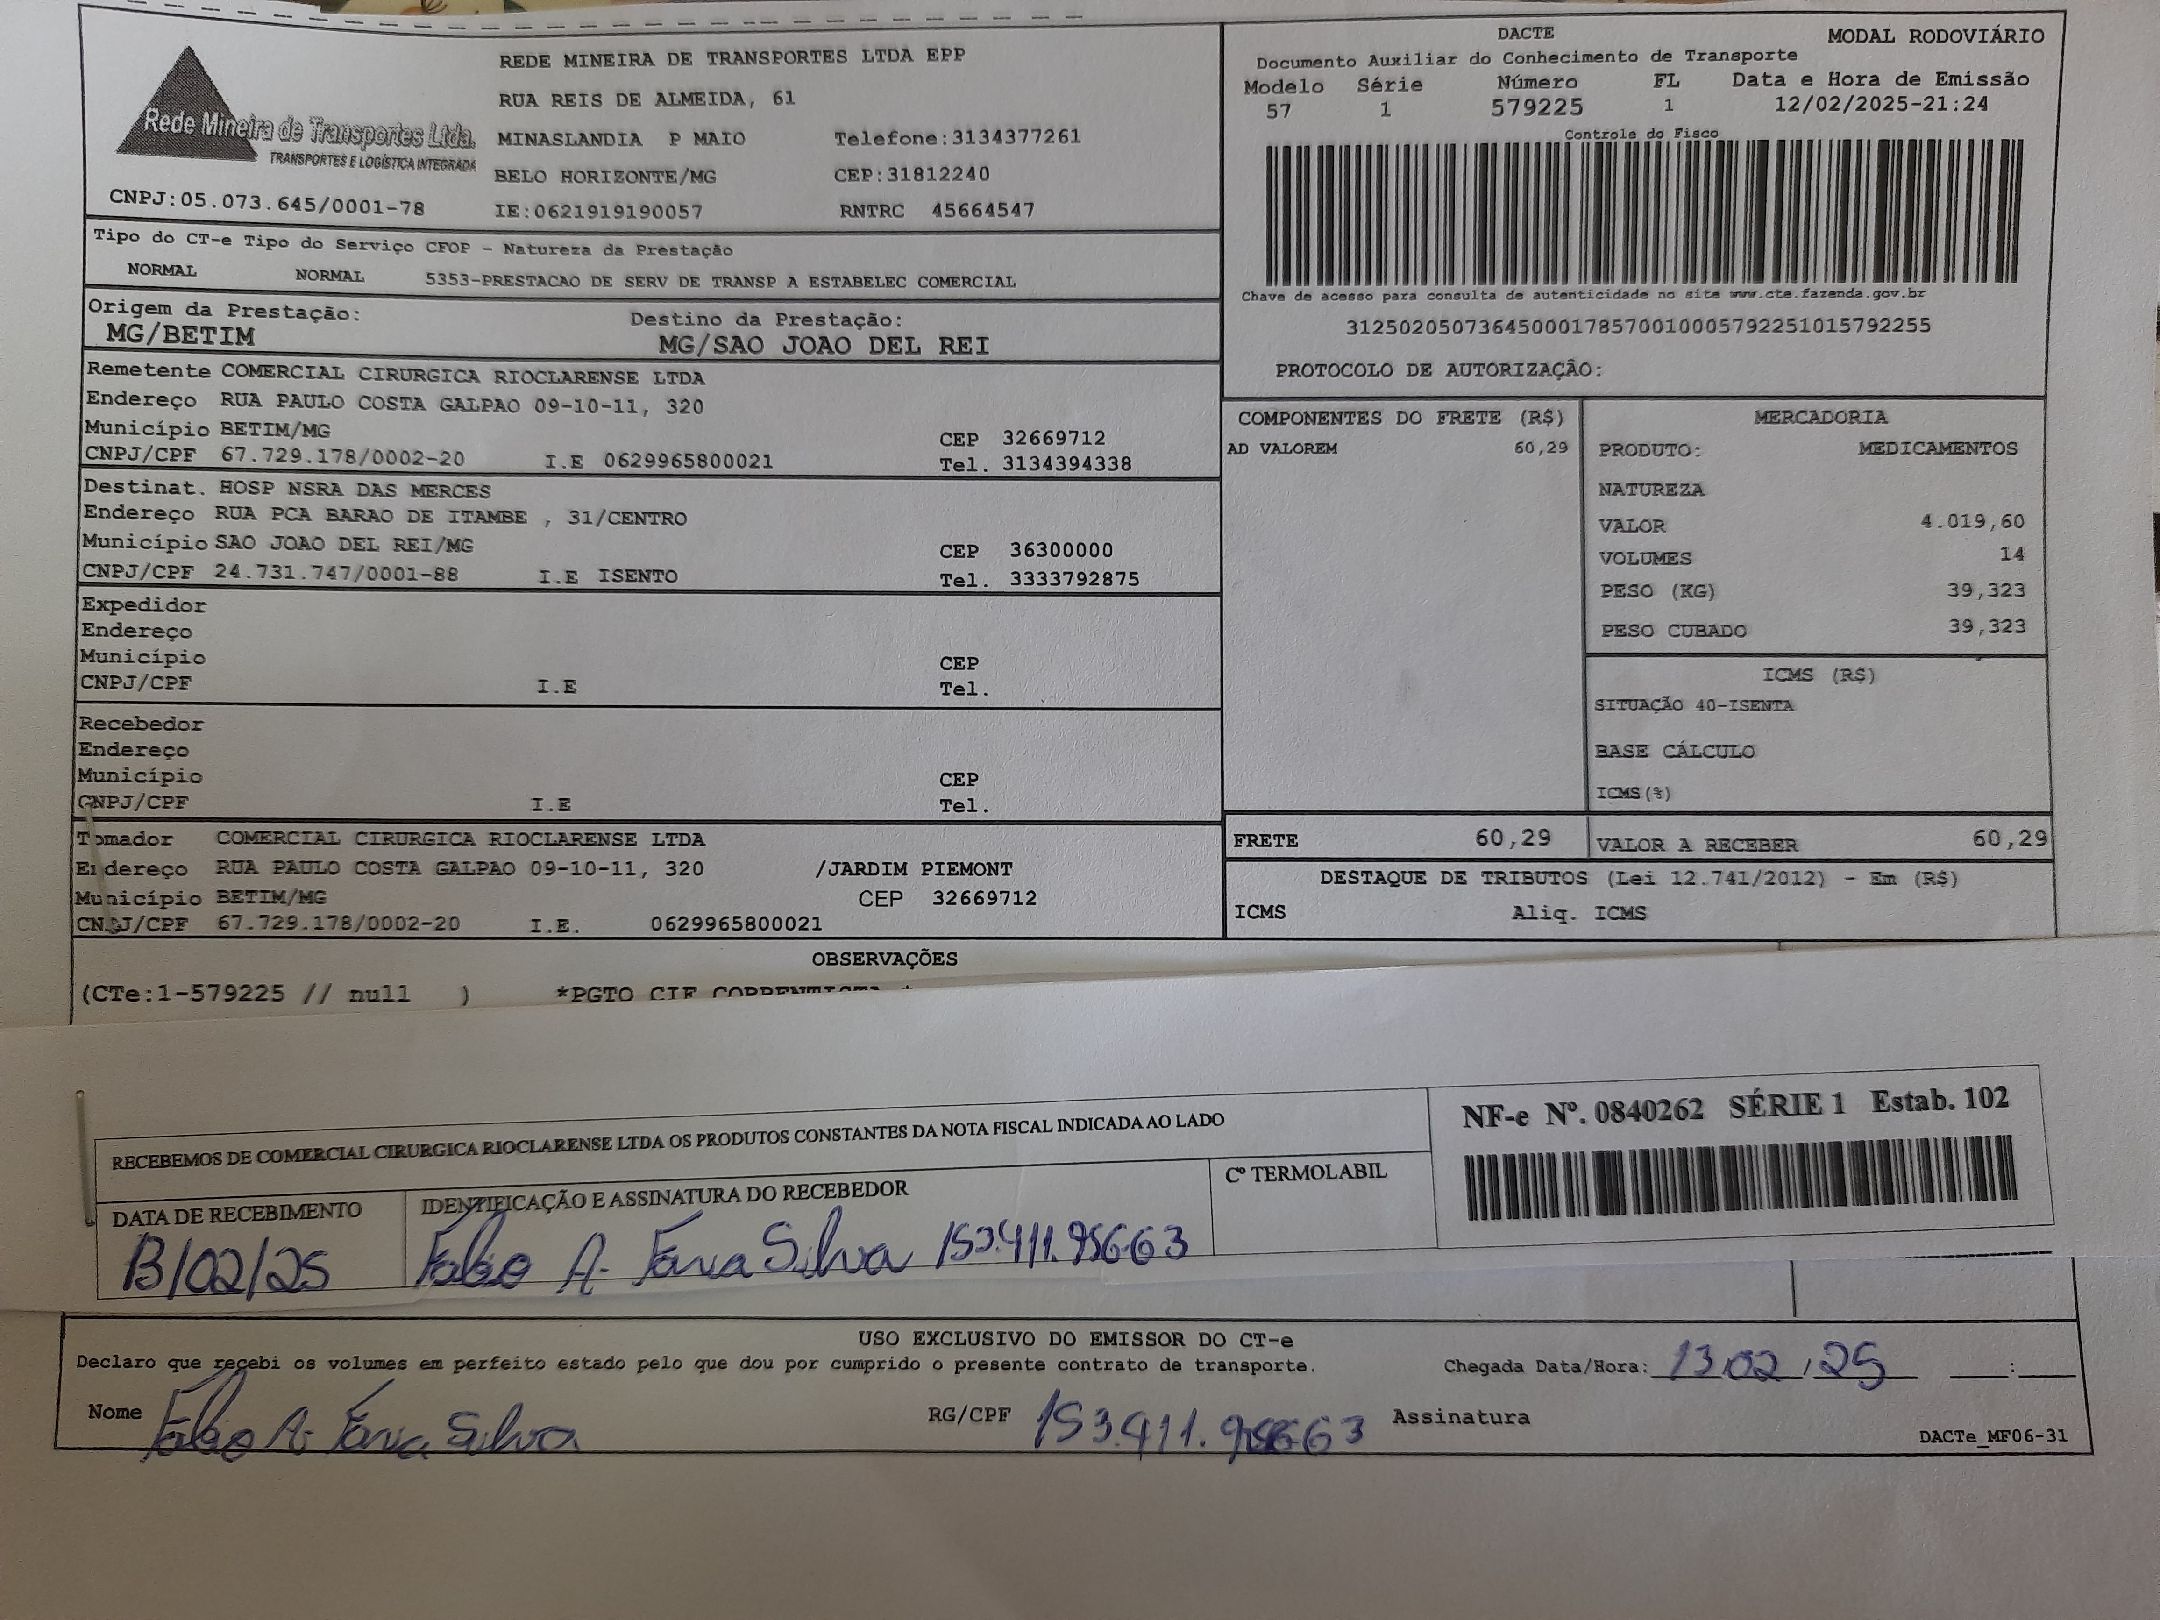 Rede Mineira de Transportes Ltda.
TRANSPORTES E LOGÍSTICA INTEGRADA
CNPJ:05.073.645/0001-78
REDE MINEIRA DE TRANSPORTES LTDA EPP
RUA REIS DE ALMEIDA, 61
MINASLANDIA P MAIO Telefone:3134377261
BELO HORIZONTE/MG CEP:31812240
IE:0621919190057 RNTRC 45664547
DACTE MODAL RODOVIÁRIO
Documento Auxiliar do Conhecimento de Transporte
Modelo Série Número FL Data e Hora de Emissão
57 1 579225 1 12/02/2025-21:24
Controle do Fisco
Chave de acesso para consulta de autenticidade no site www.cte.fazenda.gov.br
31250205073645000178570010005792251015792255
PROTOCOLO DE AUTORIZAÇÃO:
Tipo do CT-e Tipo do Serviço CFOP - Natureza da Prestação
NORMAL NORMAL 5353-PRESTACAO DE SERV DE TRANSP A ESTABELEC COMERCIAL
Origem da Prestação: Destino da Prestação:
MG/BETIM MG/SAO JOAO DEL REI
Remetente COMERCIAL CIRURGICA RIOCLARENSE LTDA
Endereço RUA PAULO COSTA GALPAO 09-10-11, 320
Município BETIM/MG CEP 32669712
CNPJ/CPF 67.729.178/0002-20 I.E 0629965800021 Tel. 3134394338
Destinat. HOSP NSRA DAS MERCES
Endereço RUA PCA BARAO DE ITAMBE , 31/CENTRO
Município SAO JOAO DEL REI/MG CEP 36300000
CNPJ/CPF 24.731.747/0001-88 I.E ISENTO Tel. 3333792875
Expedidor
Endereço
Município CEP
CNPJ/CPF I.E Tel.
Recebedor
Endereço
Município CEP
CNPJ/CPF I.E Tel.
Tomador COMERCIAL CIRURGICA RIOCLARENSE LTDA
Endereço RUA PAULO COSTA GALPAO 09-10-11, 320 /JARDIM PIEMONT
Município BETIM/MG CEP 32669712
CNPJ/CPF 67.729.178/0002-20 I.E. 0629965800021
COMPONENTES DO FRETE (R$)
AD VALOREM 60,29
MERCADORIA
PRODUTO: MEDICAMENTOS
NATUREZA
VALOR 4.019,60
VOLUMES 14
PESO (KG) 39,323
PESO CUBADO 39,323
ICMS (R$)
SITUAÇÃO 40-ISENTA
BASE CÁLCULO
ICMS(%)
FRETE 60,29 VALOR A RECEBER 60,29
DESTAQUE DE TRIBUTOS (Lei 12.741/2012) - Em (R$)
ICMS Aliq. ICMS
OBSERVAÇÕES
(CTe:1-579225 // null ) *PGTO CIF CORRENTISTA *
RECEBEMOS DE COMERCIAL CIRURGICA RIOCLARENSE LTDA OS PRODUTOS CONSTANTES DA NOTA FISCAL INDICADA AO LADO
DATA DE RECEBIMENTO IDENTIFICAÇÃO E ASSINATURA DO RECEBEDOR Cº TERMOLABIL
13/02/25 A. Silva
NF-e Nº. 0840262 SÉRIE 1 Estab. 102
USO EXCLUSIVO DO EMISSOR DO CT-e
Declaro que recebi os volumes em perfeito estado pelo que dou por cumprido o presente contrato de transporte. Chegada Data/Hora: 13/02/25 :
Nome A. Silva RG/CPF Assinatura
DACTe_MF06-31